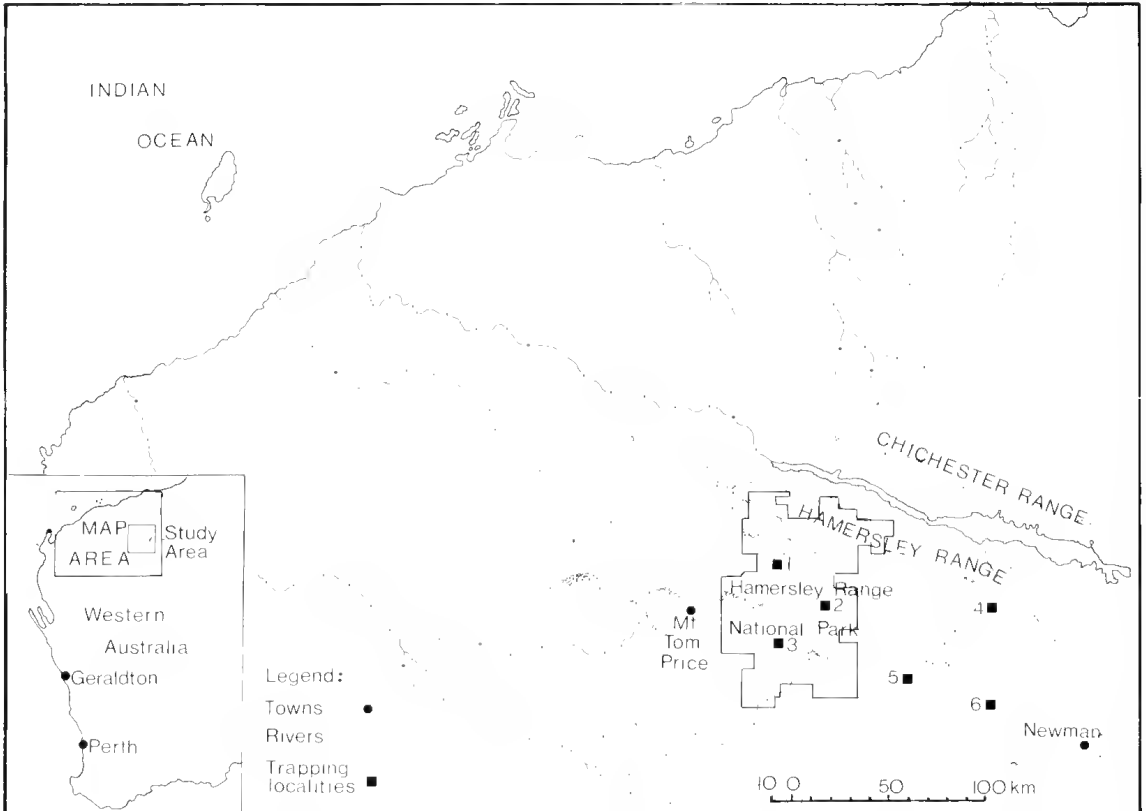 INDIAN
OCEAN
CHICHESTER RANGE
HAMERSLEY RANGE
1
Hamersley Range
2
National Park
3
4
5
6
Mt
Tom
Price
Newman
MAP
AREA
Study
Area
Western
Australia
Geraldton
Perth
Legend:
Towns
Rivers
Trapping
localities
10 0 50 100 km